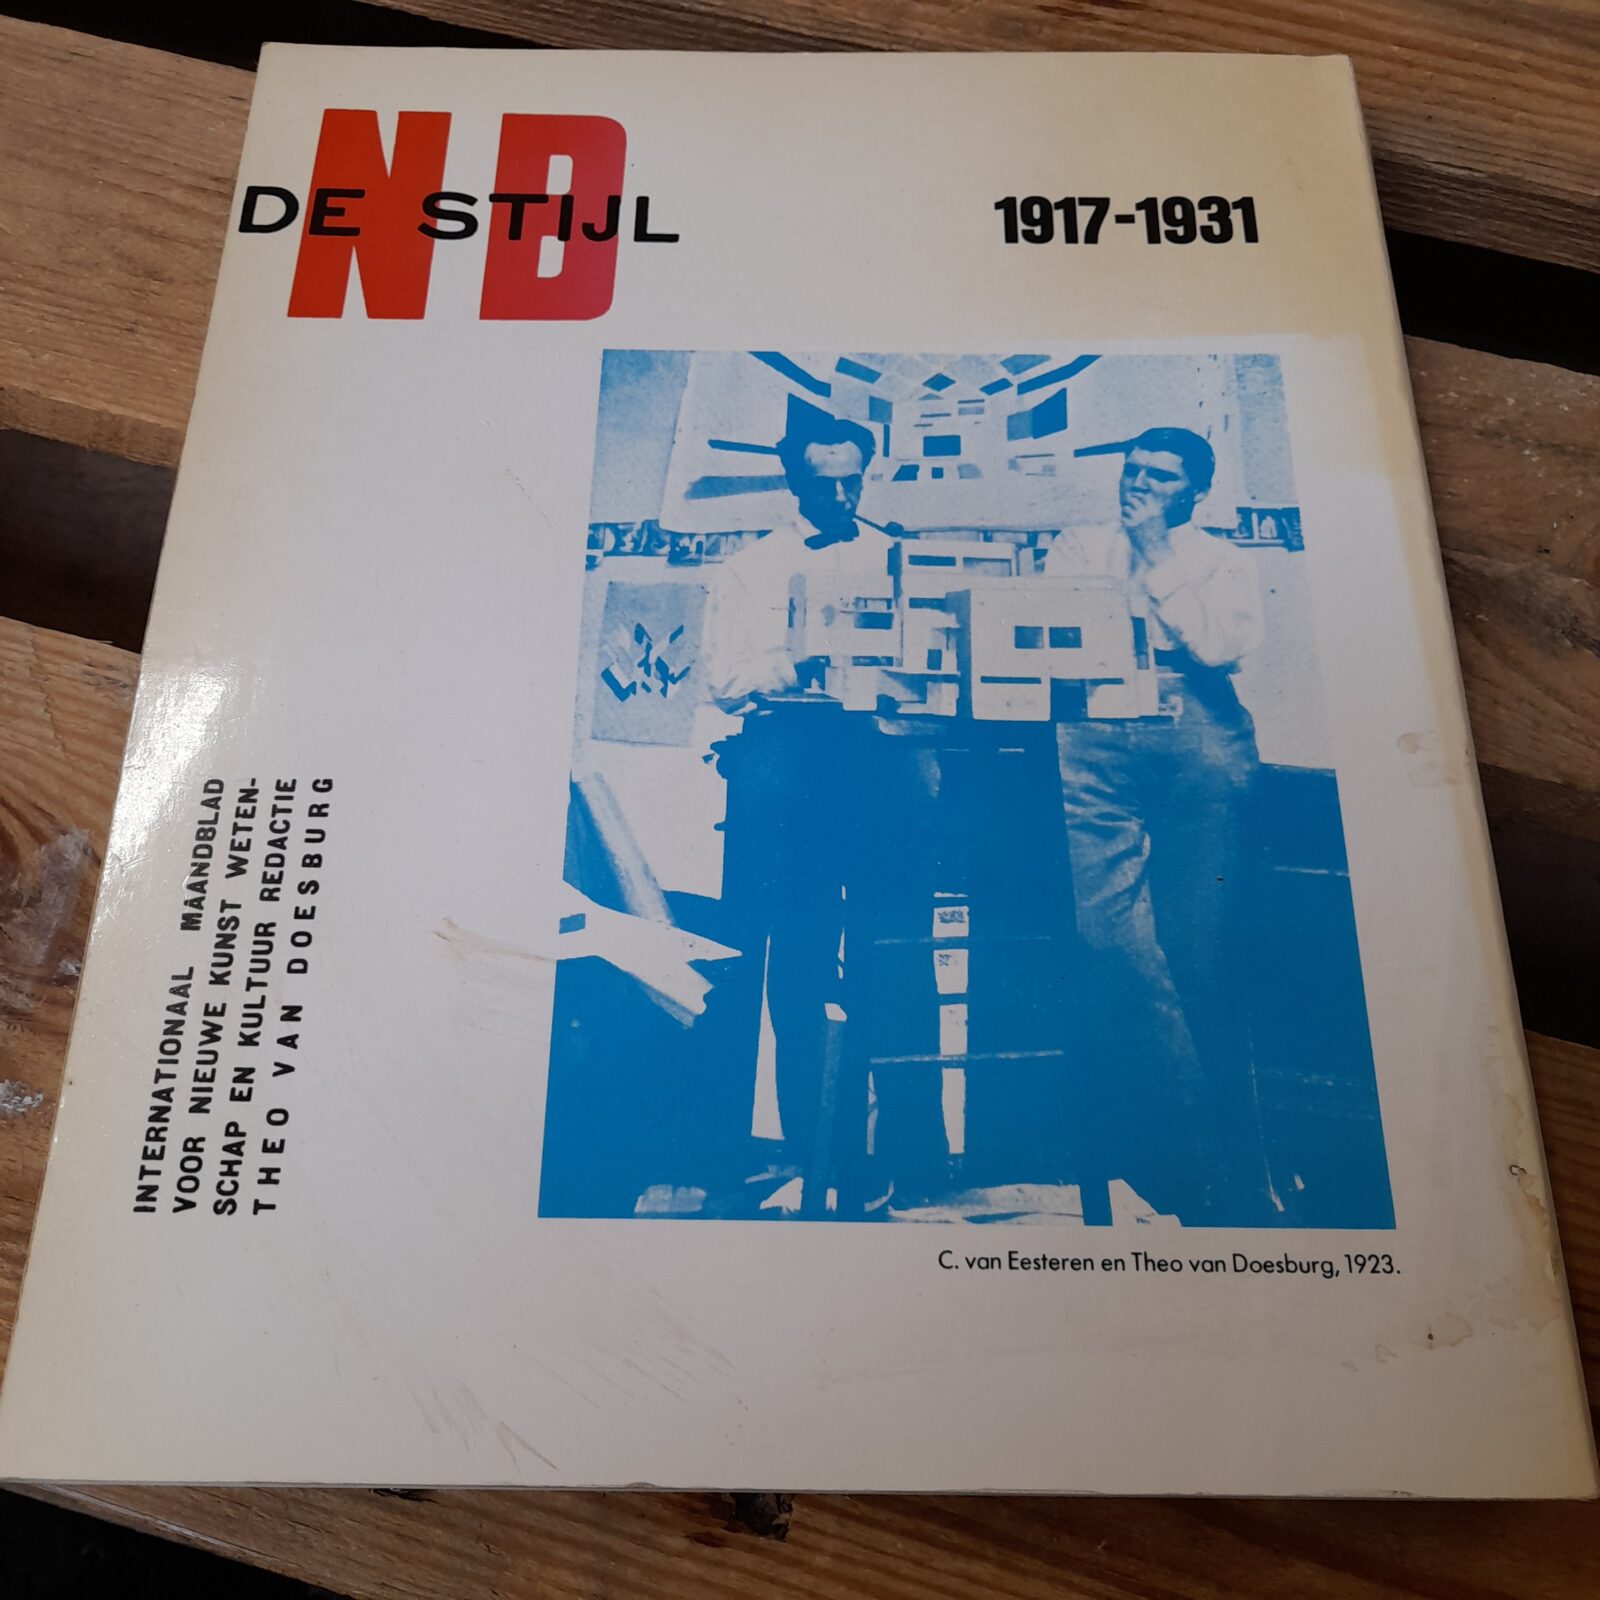 NB
DE STIJL
1917-1931
INTERNATIONAAL MAANDBLAD
VOOR NIEUWE KUNST WETEN-
SCHAP EN KULTUUR REDACTIE
THEO VAN DOESBURG
C. van Eesteren en Theo van Doesburg, 1923.